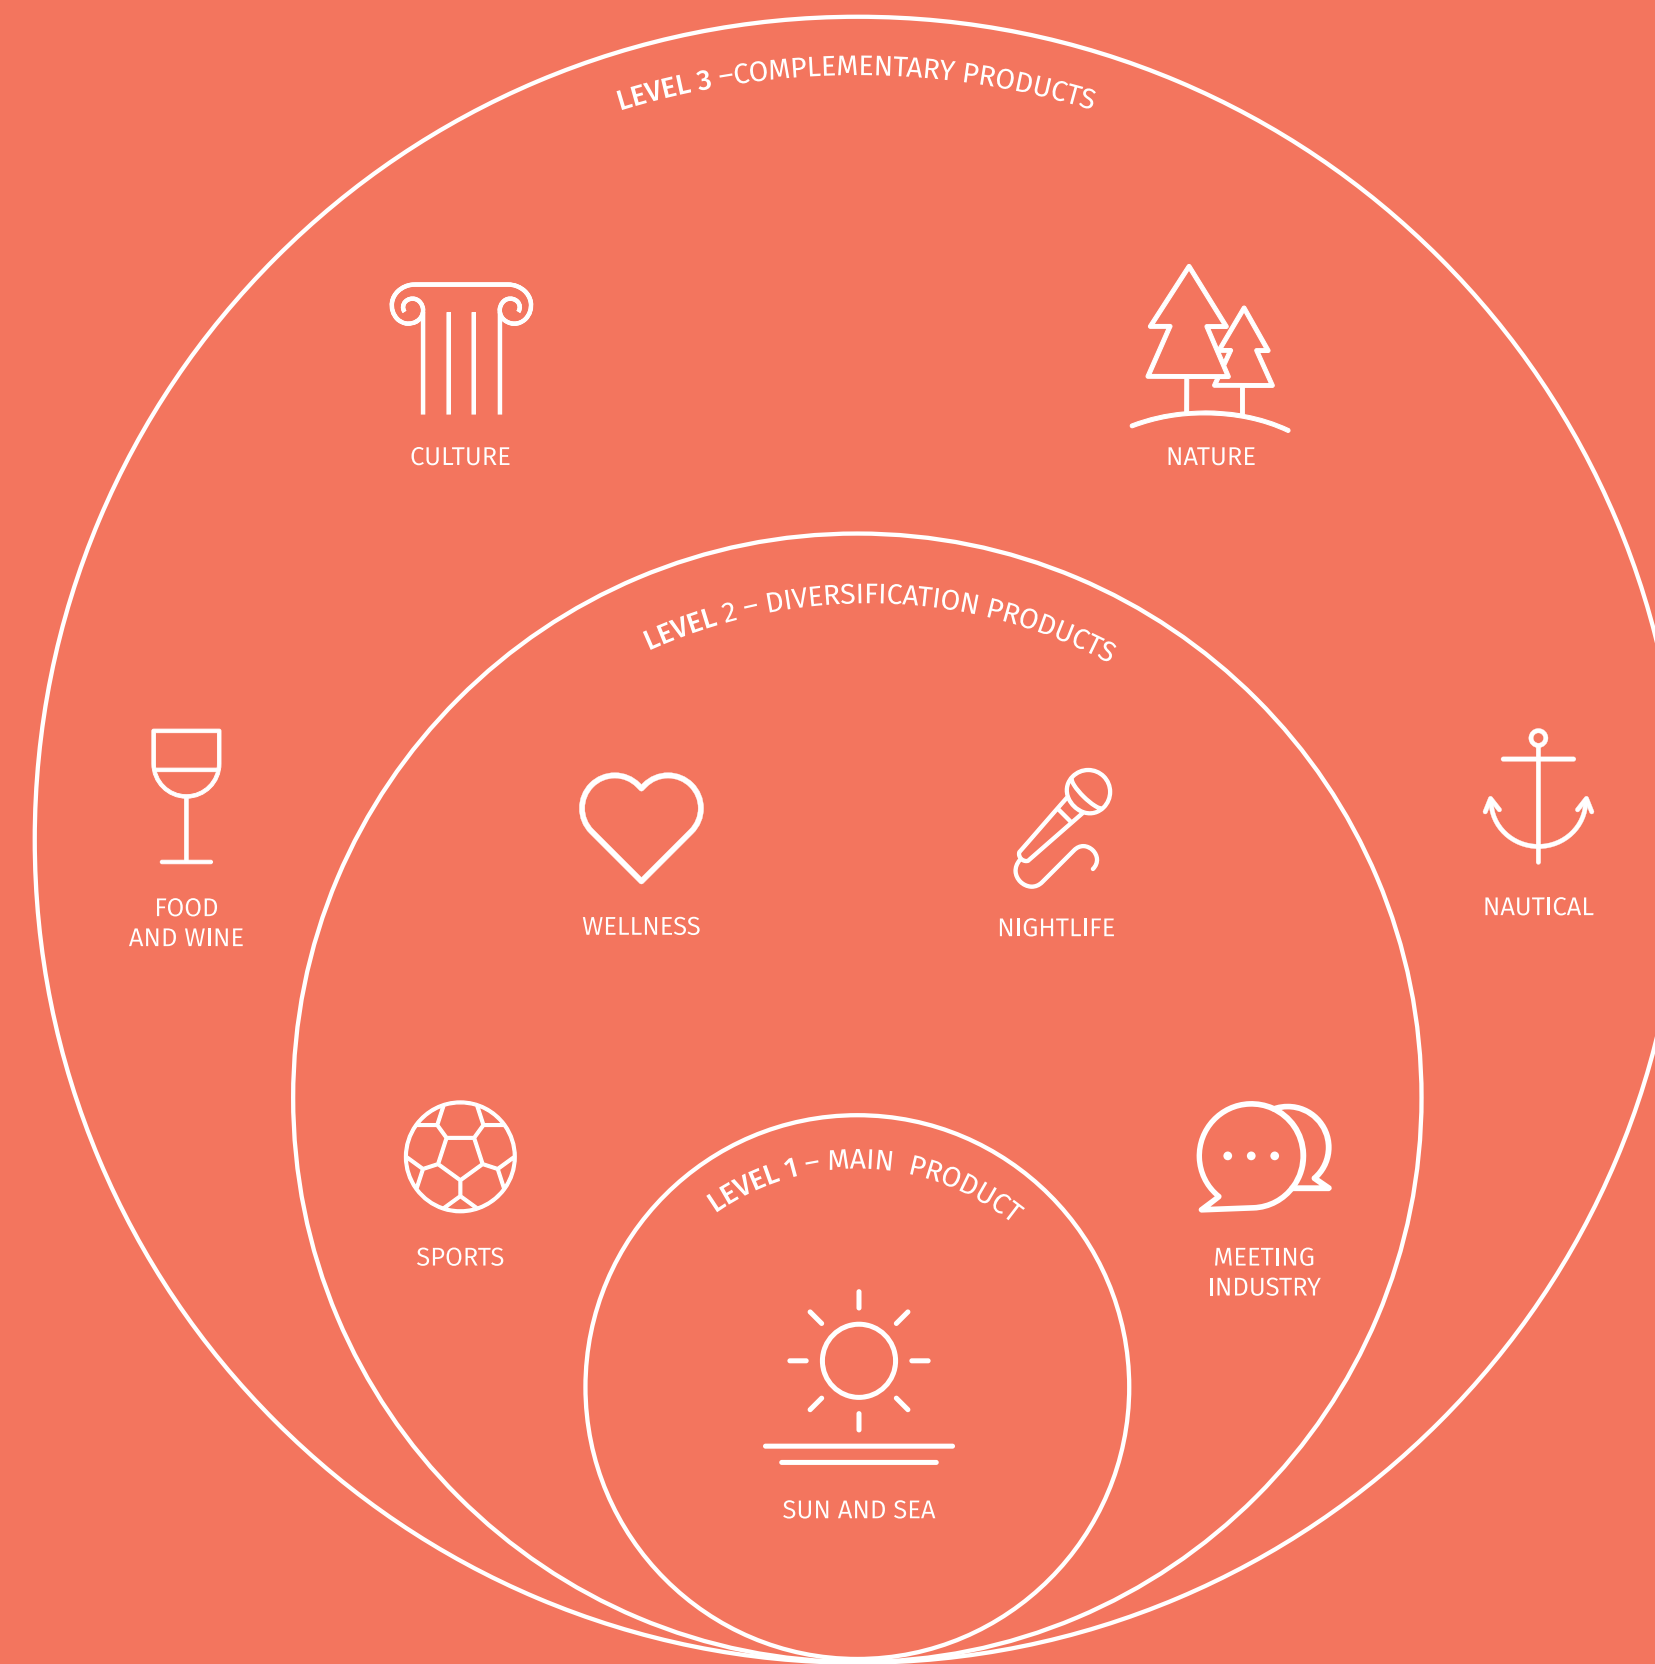 LEVEL 3 –COMPLEMENTARY PRODUCTS
CULTURE
NATURE
LEVEL 2 – DIVERSIFICATION PRODUCTS
FOOD
AND WINE
WELLNESS
NIGHTLIFE
NAUTICAL
LEVEL 1 – MAIN PRODUCT
SPORTS
MEETING
INDUSTRY
SUN AND SEA